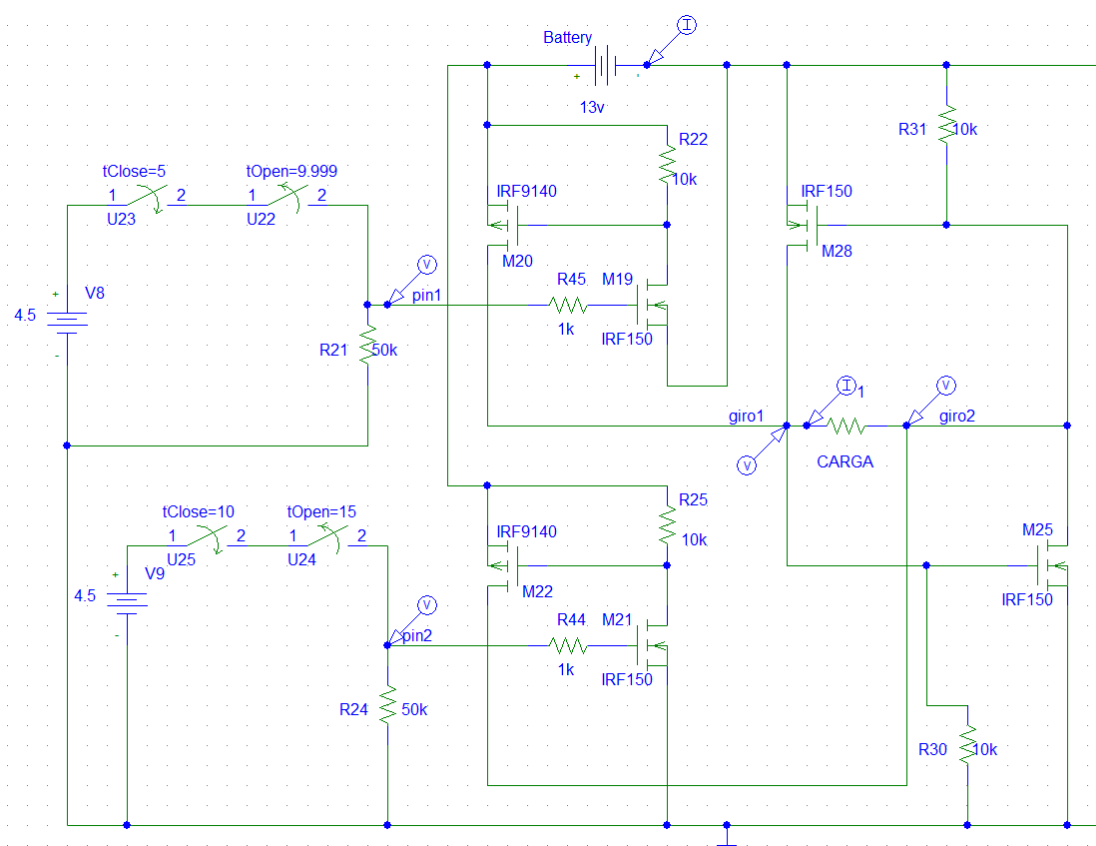 I
Battery
+
-
13v
R31
10k
R22
10k
tClose=5
tOpen=9.999
1
2
1
2
U23
U22
IRF9140
IRF150
M20
M28
V
pin1
R45
M19
1k
IRF150
+
V8
4.5
-
R21
50k
I
1
V
giro1
giro2
V
CARGA
tClose=10
tOpen=15
1
2
1
2
U25
U24
R25
10k
IRF9140
M22
M25
IRF150
+
V9
4.5
-
V
pin2
R44
M21
1k
IRF150
R24
50k
R30
10k